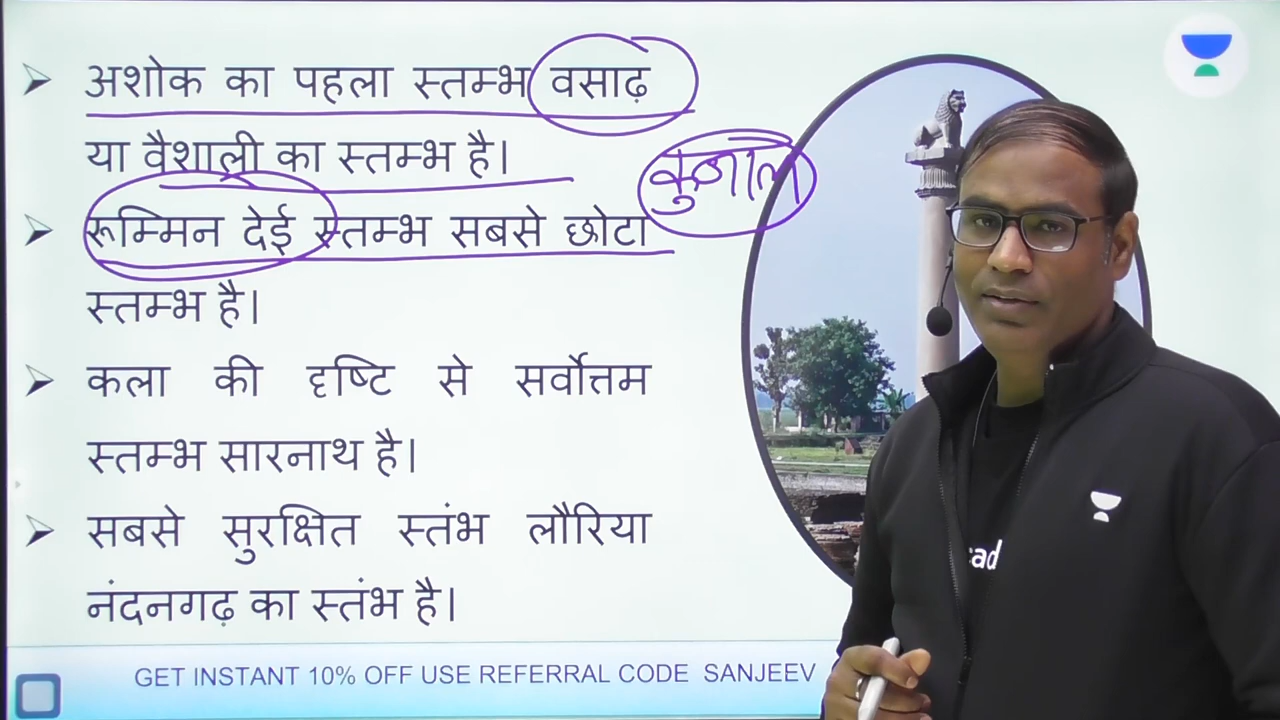 अशोक का पहला स्तम्भ वसाढ़
या वैशाली का स्तम्भ है।
कुणाल
रूम्मिन देई स्तम्भ सबसे छोटा
स्तम्भ है।
कला की दृष्टि से सर्वोत्तम
स्तम्भ सारनाथ है।
सबसे सुरक्षित स्तंभ लौरिया
cad
नंदनगढ़ का स्तंभ है।
GET INSTANT 10% OFF USE REFERRAL CODE SANJEEV